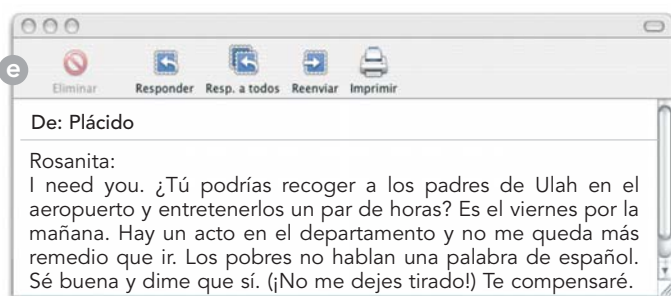 e
Eliminar Responder Resp. a todos Reenviar Imprimir
De: Plácido
Rosanita:
I need you. ¿Tú podrías recoger a los padres de Ulah en el
aeropuerto y entretenerlos un par de horas? Es el viernes por la
mañana. Hay un acto en el departamento y no me queda más
remedio que ir. Los pobres no hablan una palabra de español.
Sé buena y dime que sí. (¡No me dejes tirado!) Te compensaré.